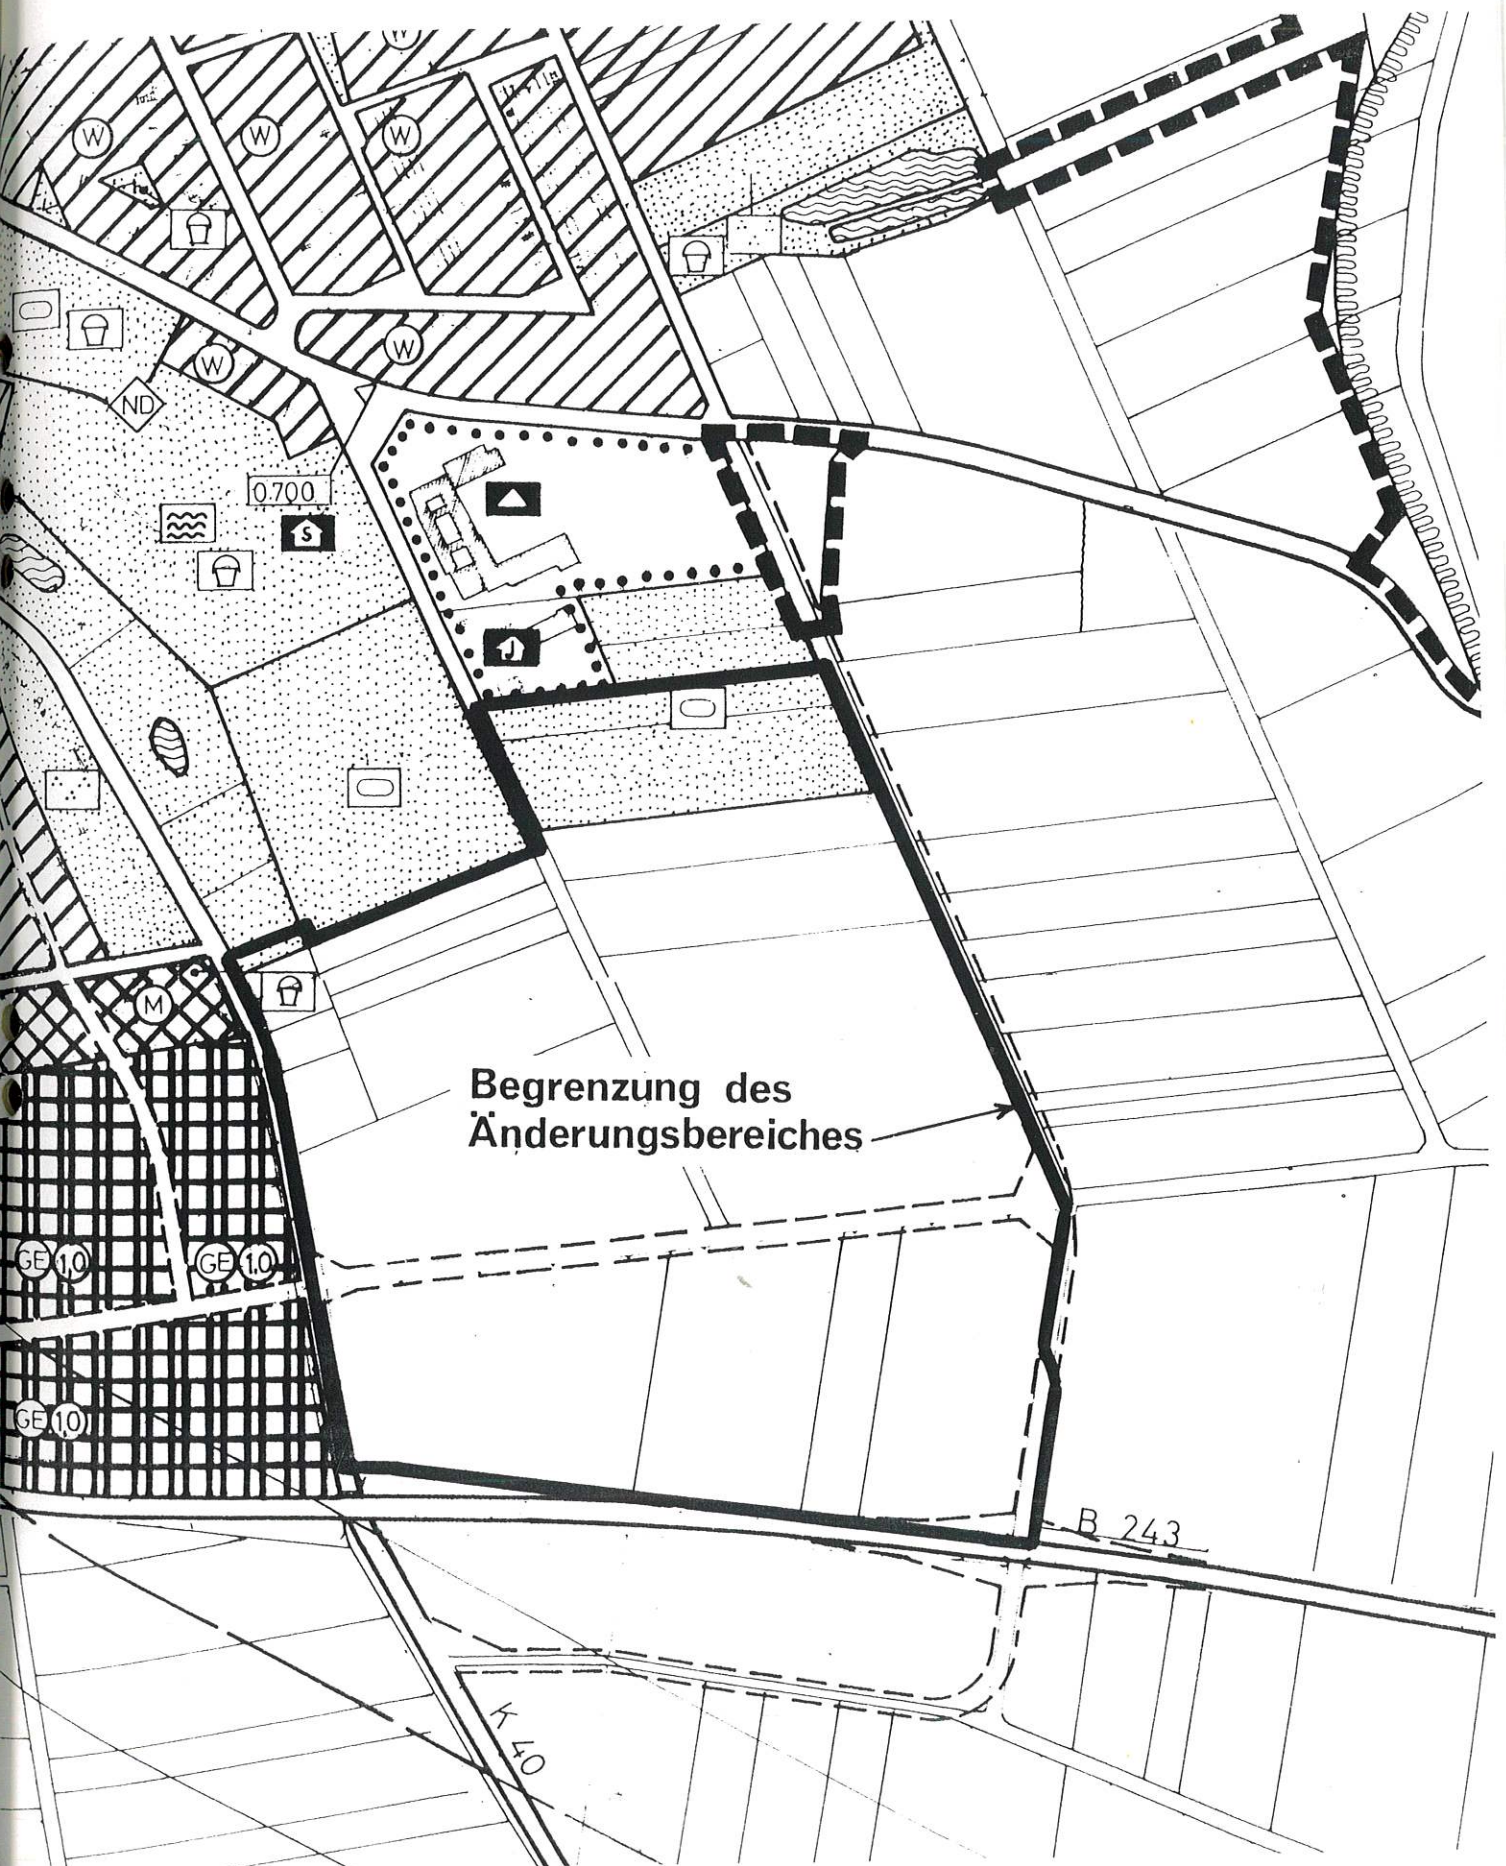 W
W
W
W
W
W
ND
0.700
S
J
M
Begrenzung des
Änderungsbereiches
GE 1,0
GE 1,0
GE 1,0
B 243
K 40